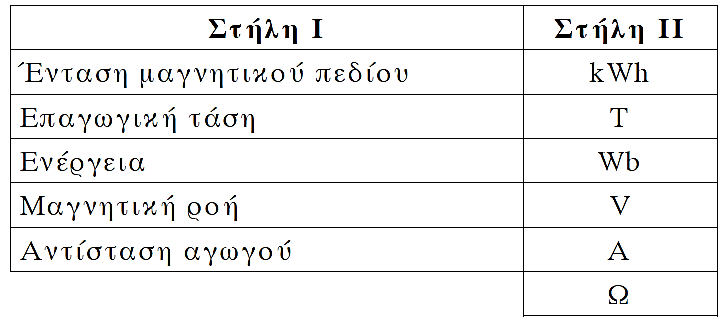 Στήλη Ι Στήλη ΙΙ
Ένταση μαγνητικού πεδίου kWh
Επαγωγική τάση T
Ενέργεια Wb
Μαγνητική ροή V
Αντίσταση αγωγού A
Ω